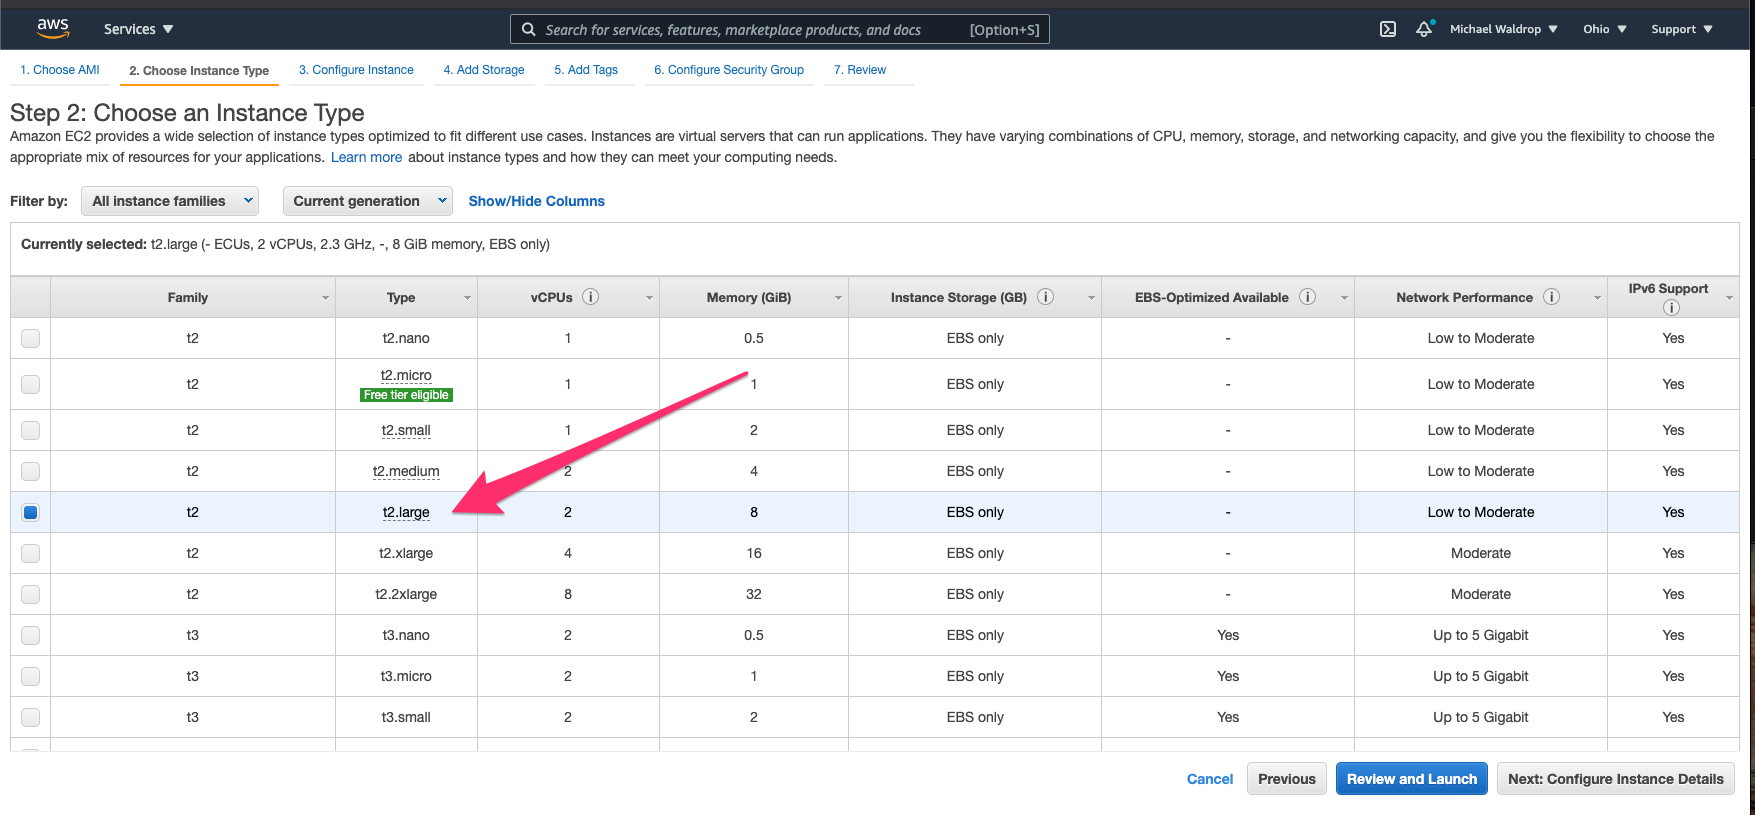 aws Services Search for services, features, marketplace products, and docs [Option+S] Michael Waldrop Ohio Support
1. Choose AMI 2. Choose Instance Type 3. Configure Instance 4. Add Storage 5. Add Tags 6. Configure Security Group 7. Review
Step 2: Choose an Instance Type
Amazon EC2 provides a wide selection of instance types optimized to fit different use cases. Instances are virtual servers that can run applications. They have varying combinations of CPU, memory, storage, and networking capacity, and give you the flexibility to choose the
appropriate mix of resources for your applications. Learn more about instance types and how they can meet your computing needs.
Filter by: All instance families Current generation Show/Hide Columns
Currently selected: t2.large (- ECUs, 2 vCPUs, 2.3 GHz, -, 8 GiB memory, EBS only)
Family Type vCPUs i Memory (GiB) Instance Storage (GB) i EBS-Optimized Available i Network Performance i IPv6 Support i
t2 t2.nano 1 0.5 EBS only - Low to Moderate Yes
t2 t2.micro 1 1 EBS only - Low to Moderate Yes
Free tier eligible
t2 t2.small 1 2 EBS only - Low to Moderate Yes
t2 t2.medium 2 4 EBS only - Low to Moderate Yes
t2 t2.large 2 8 EBS only - Low to Moderate Yes
t2 t2.xlarge 4 16 EBS only - Moderate Yes
t2 t2.2xlarge 8 32 EBS only - Moderate Yes
t3 t3.nano 2 0.5 EBS only Yes Up to 5 Gigabit Yes
t3 t3.micro 2 1 EBS only Yes Up to 5 Gigabit Yes
t3 t3.small 2 2 EBS only Yes Up to 5 Gigabit Yes
Cancel Previous Review and Launch Next: Configure Instance Details